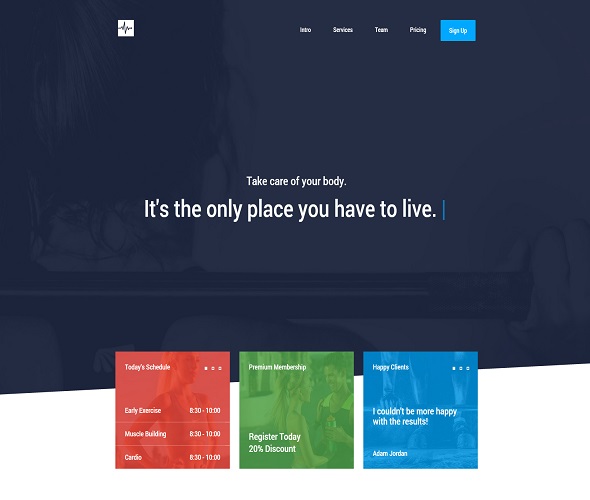 Intro Services Team Pricing Sign Up
Take care of your body.
It's the only place you have to live.
Today's Schedule
Early Exercise 8:30 - 10:00
Muscle Building 8:30 - 10:00
Cardio 8:30 - 10:00
Premium Membership
Register Today
20% Discount
Happy Clients
I couldn't be more happy
with the results!
Adam Jordan